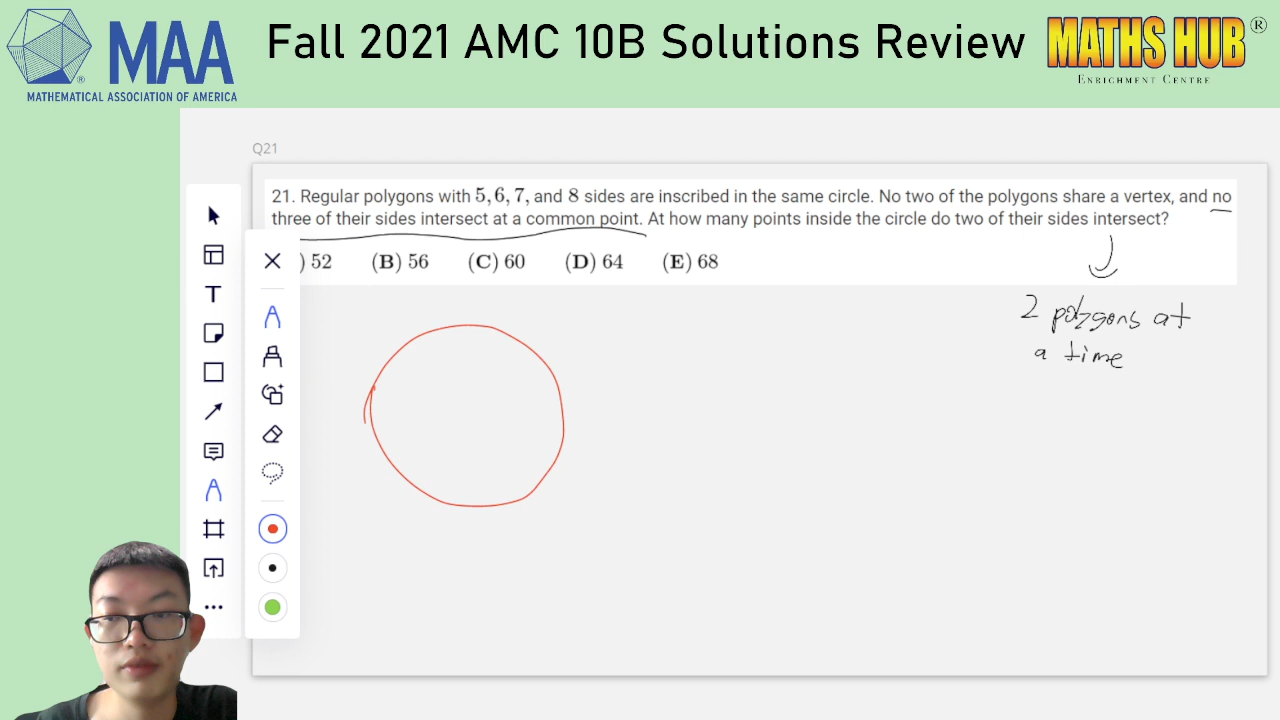 MAA
MATHEMATICAL ASSOCIATION OF AMERICA
Fall 2021 AMC 10B Solutions Review
MATHS HUB®
ENRICHMENT CENTRE
Q21
21. Regular polygons with 5, 6, 7, and 8 sides are inscribed in the same circle. No two of the polygons share a vertex, and no
three of their sides intersect at a common point. At how many points inside the circle do two of their sides intersect?
) 52 (B) 56 (C) 60 (D) 64 (E) 68
2 polygons at
a time